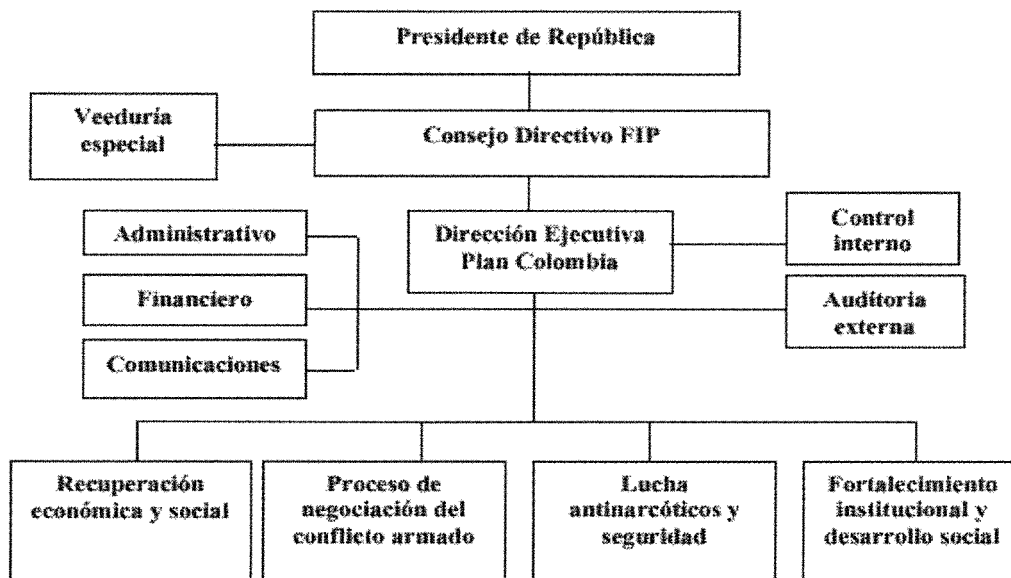 Presidente de República
Veeduría
especial
Consejo Directivo FIP
Administrativo
Dirección Ejecutiva
Plan Colombia
Control
interno
Financiero
Auditoria
externa
Comunicaciones
Recuperación
económica y social
Proceso de
negociación del
conflicto armado
Lucha
antinarcóticos y
seguridad
Fortalecimiento
institucional y
desarrollo social